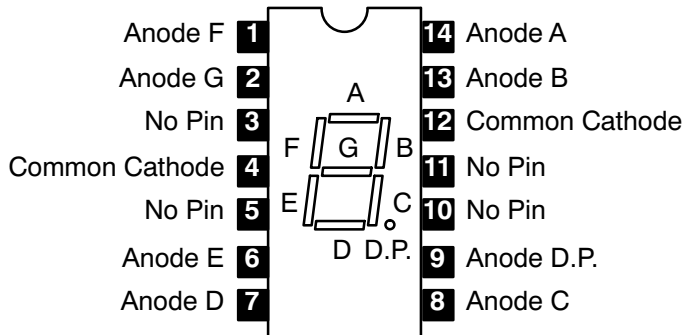 Anode F 1 14 Anode A
Anode G 2 13 Anode B
A
No Pin 3 12 Common Cathode
F G B
Common Cathode 4 11 No Pin
E C
No Pin 5 10 No Pin
D D.P.
Anode E 6 9 Anode D.P.
Anode D 7 8 Anode C